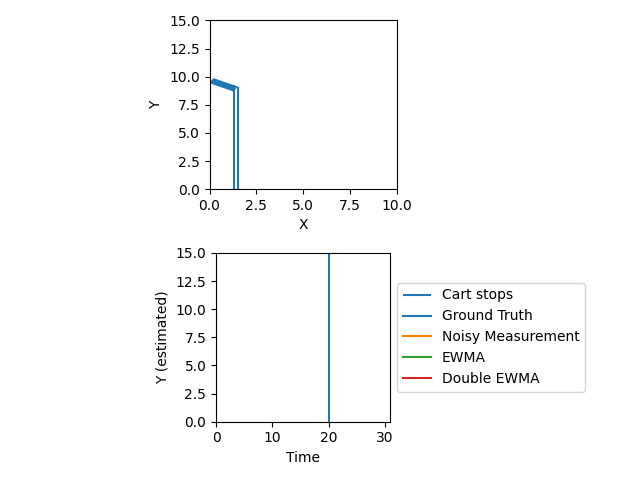 15.0
12.5
10.0
7.5
5.0
2.5
0.0
Y
0.0 2.5 5.0 7.5 10.0
X
15.0
12.5
10.0
7.5
5.0
2.5
0.0
Y (estimated)
0 10 20 30
Time
Cart stops
Ground Truth
Noisy Measurement
EWMA
Double EWMA